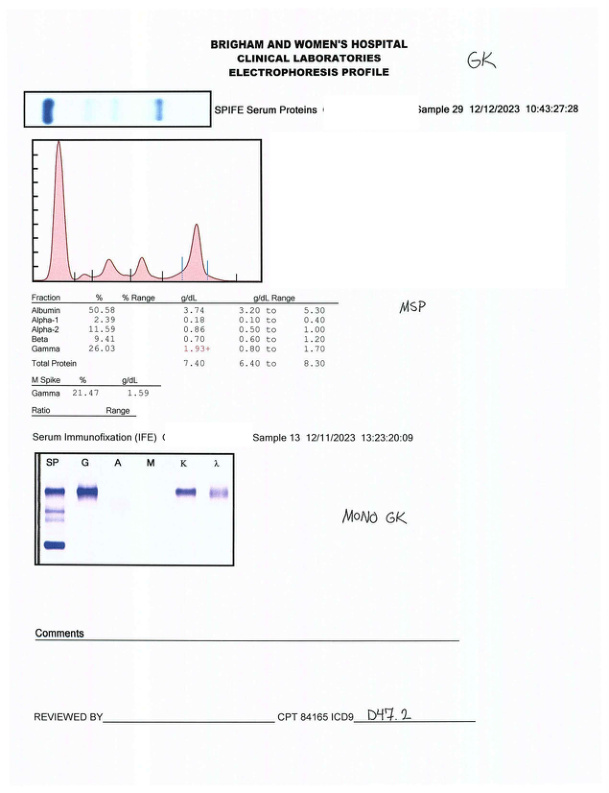 BRIGHAM AND WOMEN'S HOSPITAL
CLINICAL LABORATORIES
ELECTROPHORESIS PROFILE
GK
SPIFE Serum Proteins Sample 29 12/12/2023 10:43:27:28
Fraction % % Range g/dL g/dL Range
Albumin 50.58 3.74 3.20 to 5.30
Alpha-1 2.39 0.18 0.10 to 0.40
Alpha-2 11.59 0.86 0.50 to 1.00
Beta 9.41 0.70 0.60 to 1.20
Gamma 26.03 1.93+ 0.80 to 1.70
Total Protein 7.40 6.40 to 8.30
MSP
M Spike % g/dL
Gamma 21.47 1.59
Ratio Range
Serum Immunofixation (IFE) ( Sample 13 12/11/2023 13:23:20:09
SP G A M K λ
MONO GK
Comments
REVIEWED BY CPT 84165 ICD9 D47.2